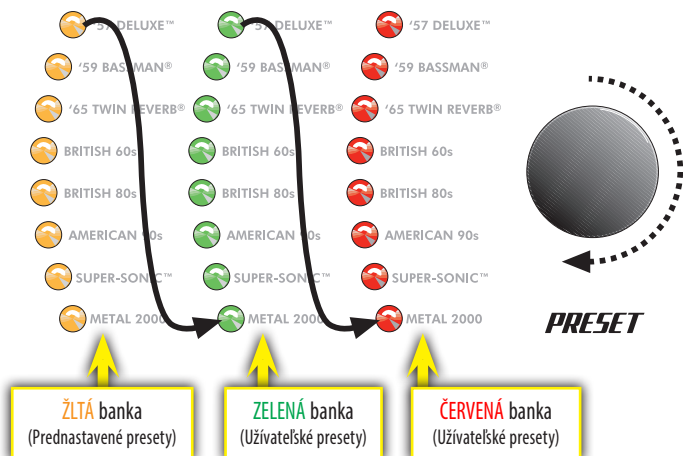 '57 DELUXE™
'59 BASSMAN®
'65 TWIN REVERB®
BRITISH 60s
BRITISH 80s
AMERICAN 90s
SUPER-SONIC™
METAL 2000
'57 DELUXE™
'59 BASSMAN®
'65 TWIN REVERB®
BRITISH 60s
BRITISH 80s
AMERICAN 90s
SUPER-SONIC™
METAL 2000
'57 DELUXE™
'59 BASSMAN®
'65 TWIN REVERB®
BRITISH 60s
BRITISH 80s
AMERICAN 90s
SUPER-SONIC™
METAL 2000
PRESET
ŽLTÁ banka
(Prednastavené presety)
ZELENÁ banka
(Užívateľské presety)
ČERVENÁ banka
(Užívateľské presety)